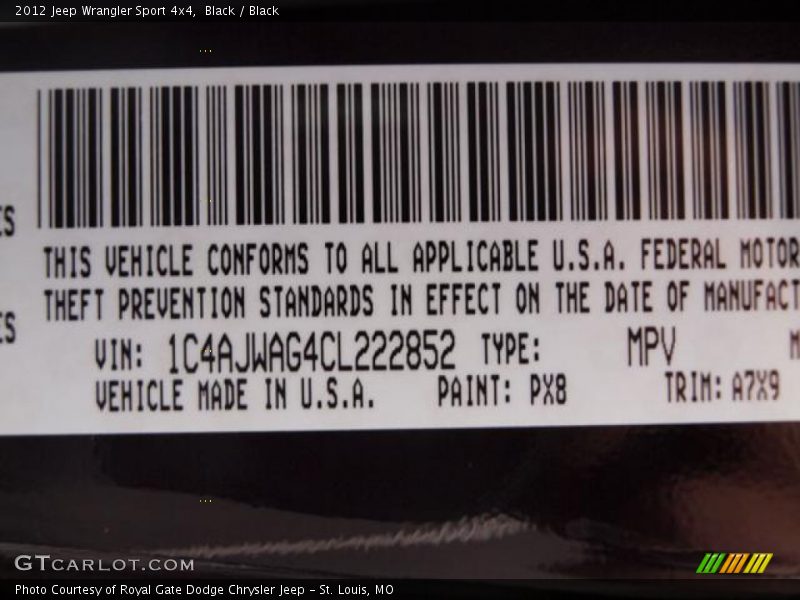 2012 Jeep Wrangler Sport 4x4,  Black / Black
ES
THIS VEHICLE CONFORMS TO ALL APPLICABLE U.S.A. FEDERAL MOTOR
THEFT PREVENTION STANDARDS IN EFFECT ON THE DATE OF MANUFACT
ES
VIN: 1C4AJWAG4CL222852 TYPE: MPV M
VEHICLE MADE IN U.S.A. PAINT: PX8 TRIM: A7X9
GTCARLOT.COM
Photo Courtesy of Royal Gate Dodge Chrysler Jeep - St. Louis, MO